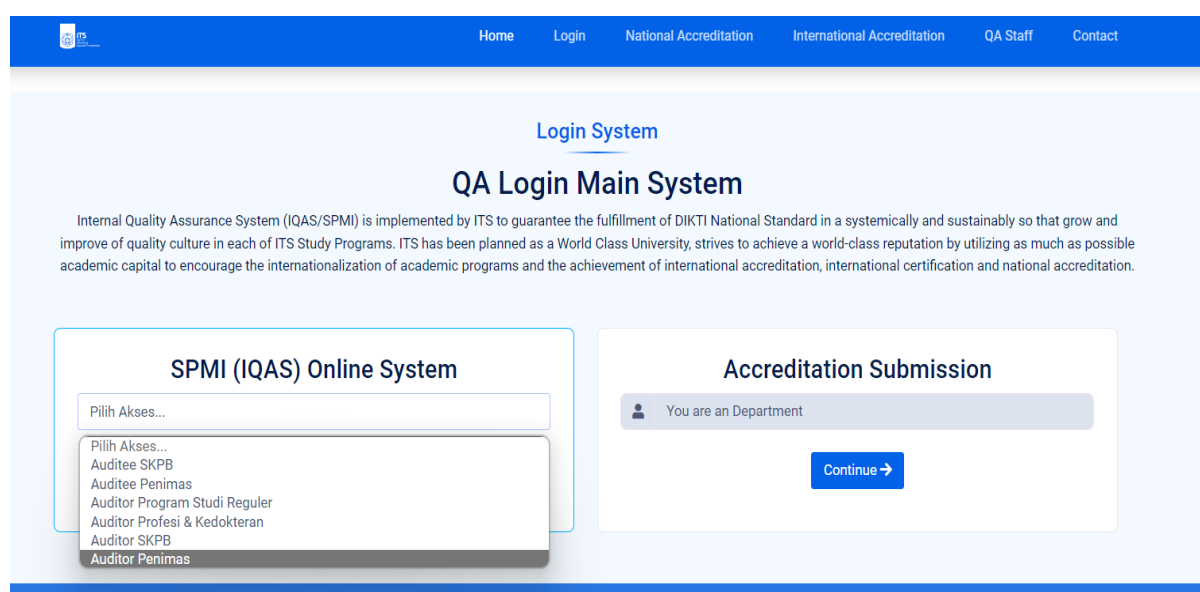 ITS
Home
Login
National Accreditation
International Accreditation
QA Staff
Contact
Login System
QA Login Main System
Internal Quality Assurance System (IQAS/SPMI) is implemented by ITS to guarantee the fulfillment of DIKTI National Standard in a systemically and sustainably so that grow and
improve of quality culture in each of ITS Study Programs. ITS has been planned as a World Class University, strives to achieve a world-class reputation by utilizing as much as possible
academic capital to encourage the internationalization of academic programs and the achievement of international accreditation, international certification and national accreditation.
SPMI (IQAS) Online System
Pilih Akses...
Pilih Akses...
Auditee SKPB
Auditee Penimas
Auditor Program Studi Reguler
Auditor Profesi & Kedokteran
Auditor SKPB
Auditor Penimas
Accreditation Submission
You are an Department
Continue